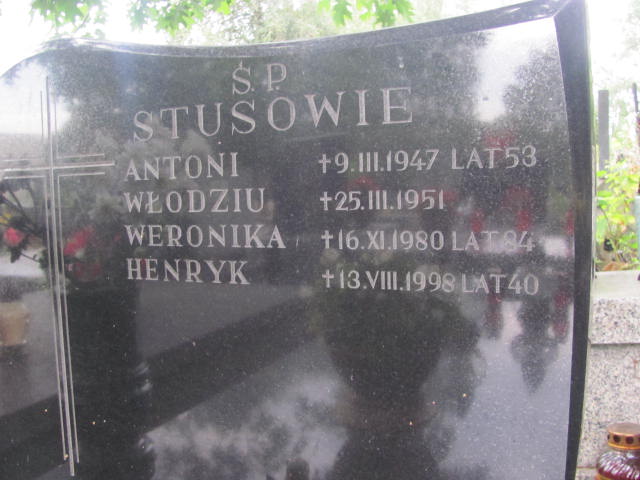 Ś.P.
STUSOWIE
ANTONI †9.III.1947 LAT 53
WŁODZIU †25.III.1951
WERONIKA †16.XI.1980 LAT 84
HENRYK †13.VIII.1998 LAT 40